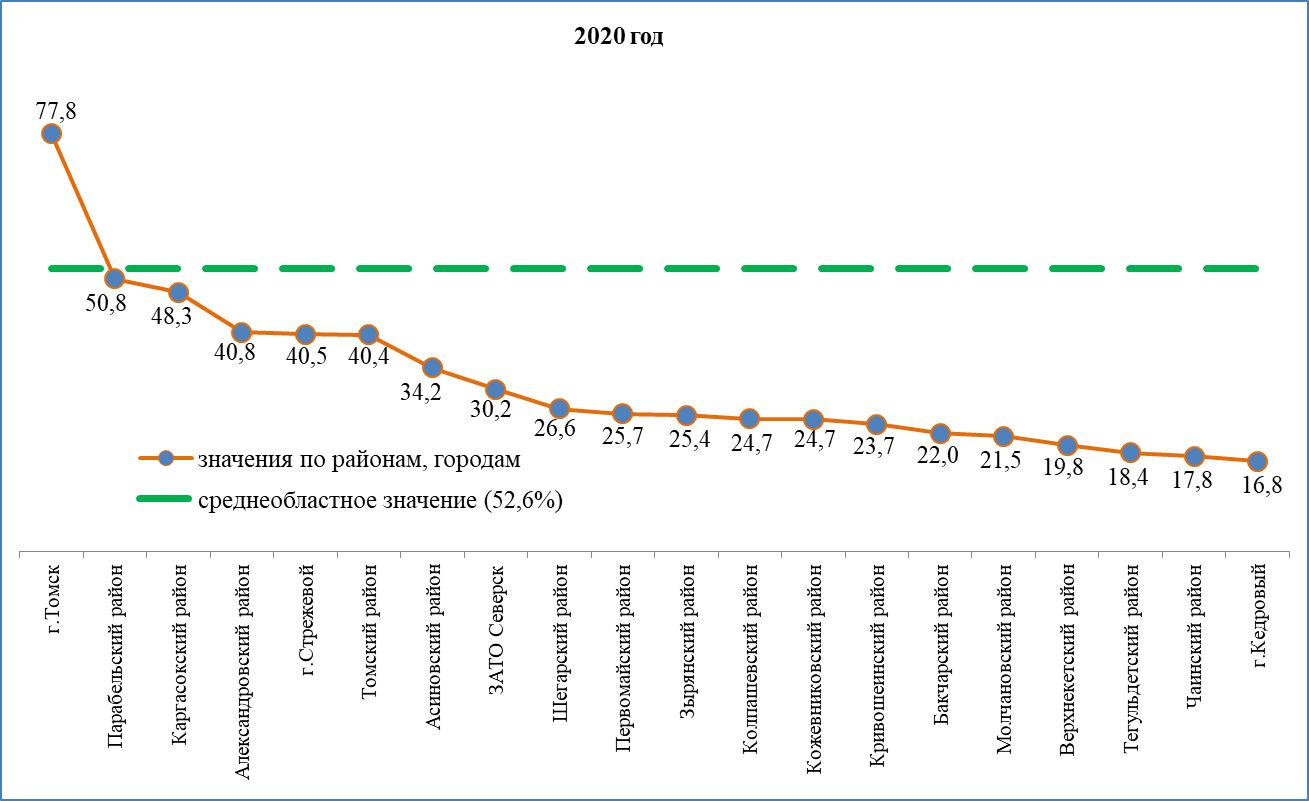 2020 год
77,8
50,8
48,3
40,8
40,5
40,4
34,2
30,2
26,6
25,7
25,4
24,7
24,7
23,7
22,0
21,5
19,8
18,4
17,8
16,8
значения по районам, городам
среднеобластное значение (52,6%)
г.Томск
Парабельский район
Каргасокский район
Александровский район
г.Стрежевой
Томский район
Асиновский район
ЗАТО Северск
Шегарский район
Первомайский район
Зырянский район
Колпашевский район
Кожевниковский район
Кривошеинский район
Бакчарский район
Молчановский район
Верхнекетский район
Тегульдетский район
Чаинский район
г.Кедровый